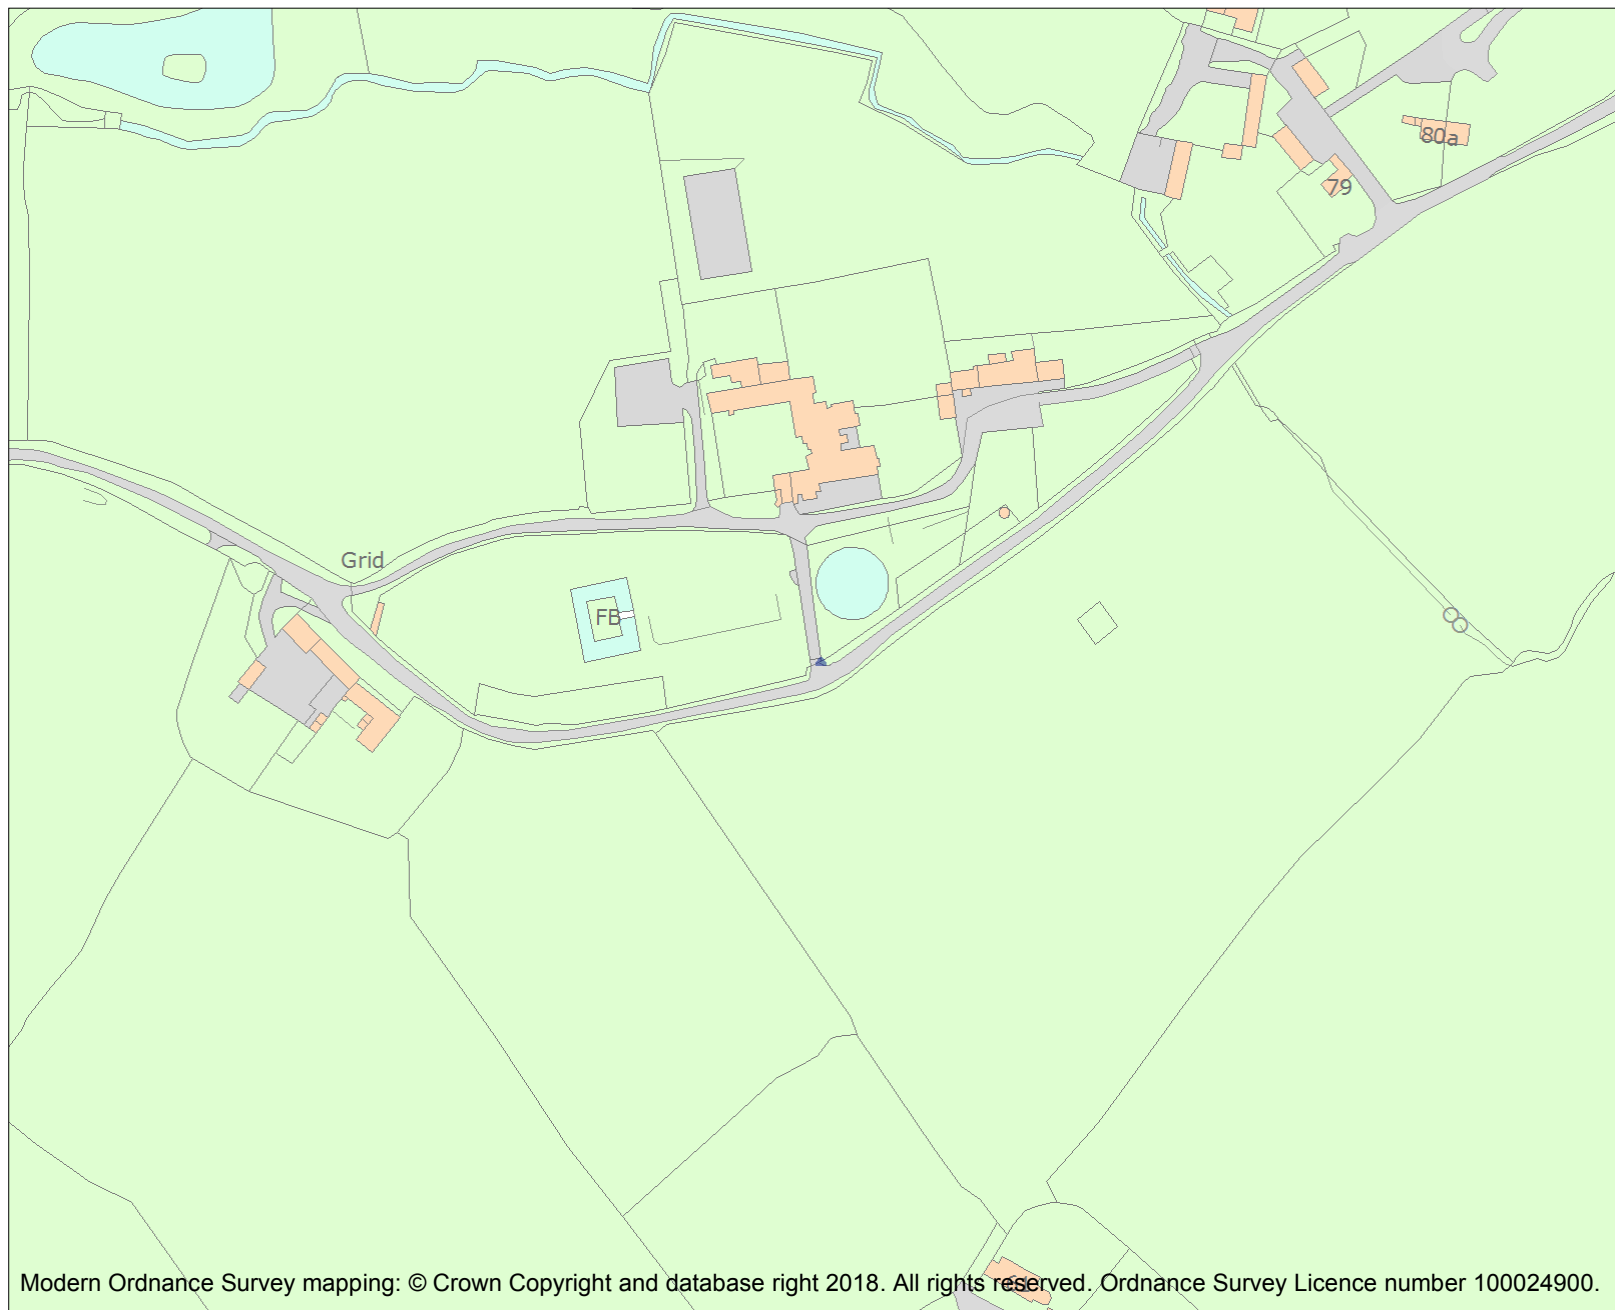 80a
79
Grid
FB
Modern Ordnance Survey mapping: © Crown Copyright and database right 2018. All rights reserved. Ordnance Survey Licence number 100024900.